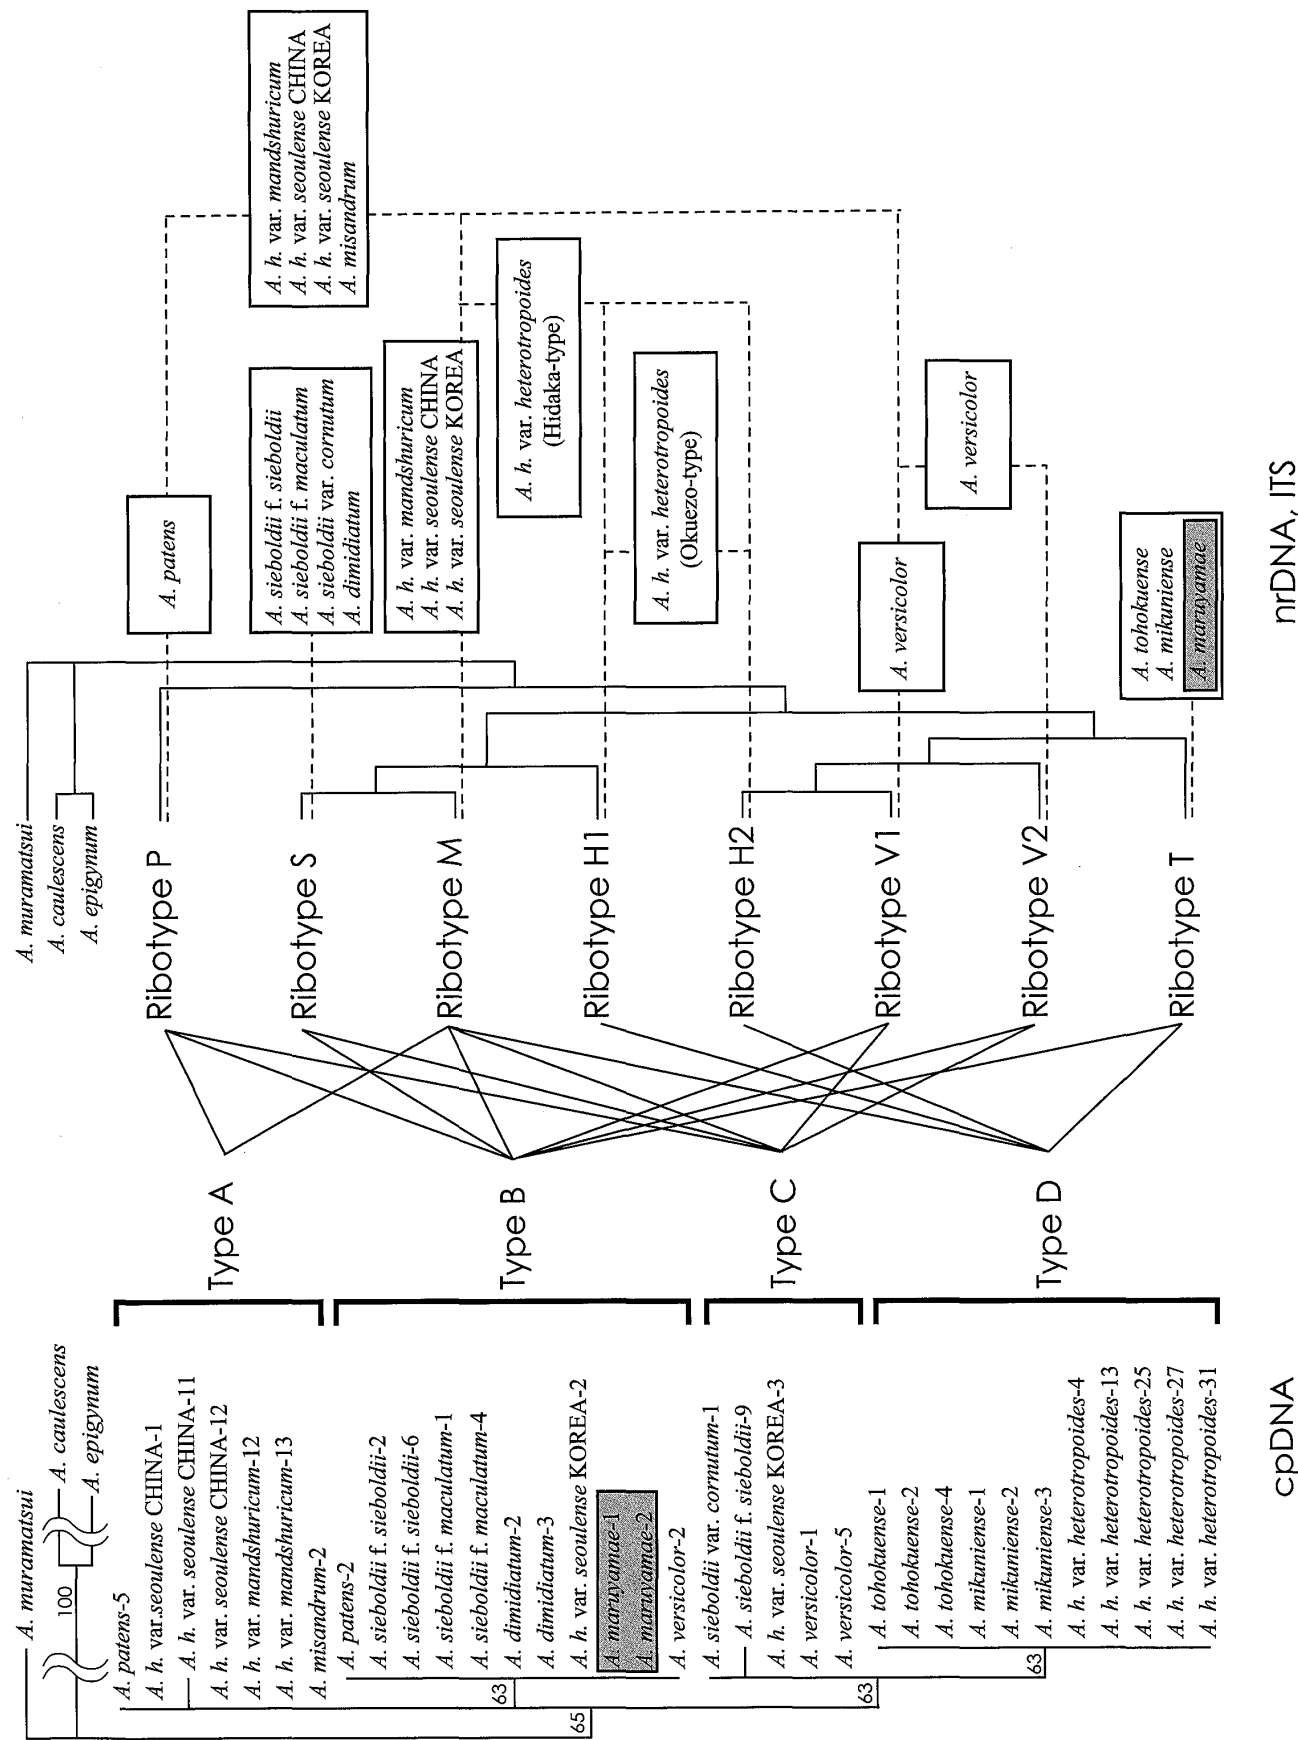 A. muramatsui
100
A. caulescens
A. epigynum
A. patens-5
A. h. var.seoulense CHINA-1
A. h. var. seoulense CHINA-11
A. h. var. seoulense CHINA-12
A. h. var. mandshuricum-12
A. h. var. mandshuricum-13
A. misandrum-2
A. patens-2
A. sieboldii f. sieboldii-2
A. sieboldii f. sieboldii-6
A. sieboldii f. maculatum-1
A. sieboldii f. maculatum-4
A. dimidiatum-2
A. dimidiatum-3
A. h. var. seoulense KOREA-2
A. maruyamae-1
A. maruyamae-2
A. versicolor-2
A. sieboldii var. cornutum-1
A. sieboldii f. sieboldii-9
A. h. var. seoulense KOREA-3
A. versicolor-1
A. versicolor-5
A. tohokuense-1
A. tohokuense-2
A. tohokuense-4
A. mikuniense-1
A. mikuniense-2
A. mikuniense-3
A. h. var. heterotropoides-4
A. h. var. heterotropoides-13
A. h. var. heterotropoides-25
A. h. var. heterotropoides-27
A. h. var. heterotropoides-31
63
65
63
63
cpDNA
Type A
Type B
Type C
Type D
A. muramatsui
A. caulescens
A. epigynum
Ribotype P
Ribotype S
Ribotype M
Ribotype H1
Ribotype H2
Ribotype V1
Ribotype V2
Ribotype T
A. patens
A. sieboldii f. sieboldii
A. sieboldii f. maculatum
A. sieboldii var. cornutum
A. dimidiatum
A. h. var. mandshuricum
A. h. var. seoulense CHINA
A. h. var. seoulense KOREA
A. h. var. mandshuricum
A. h. var. seoulense CHINA
A. h. var. seoulense KOREA
A. misandrum
A. h. var. heterotropoides
(Hidaka-type)
A. h. var. heterotropoides
(Okuezo-type)
A. versicolor
A. versicolor
A. tohokuense
A. mikuniense
A. maruyamae
nrDNA, ITS